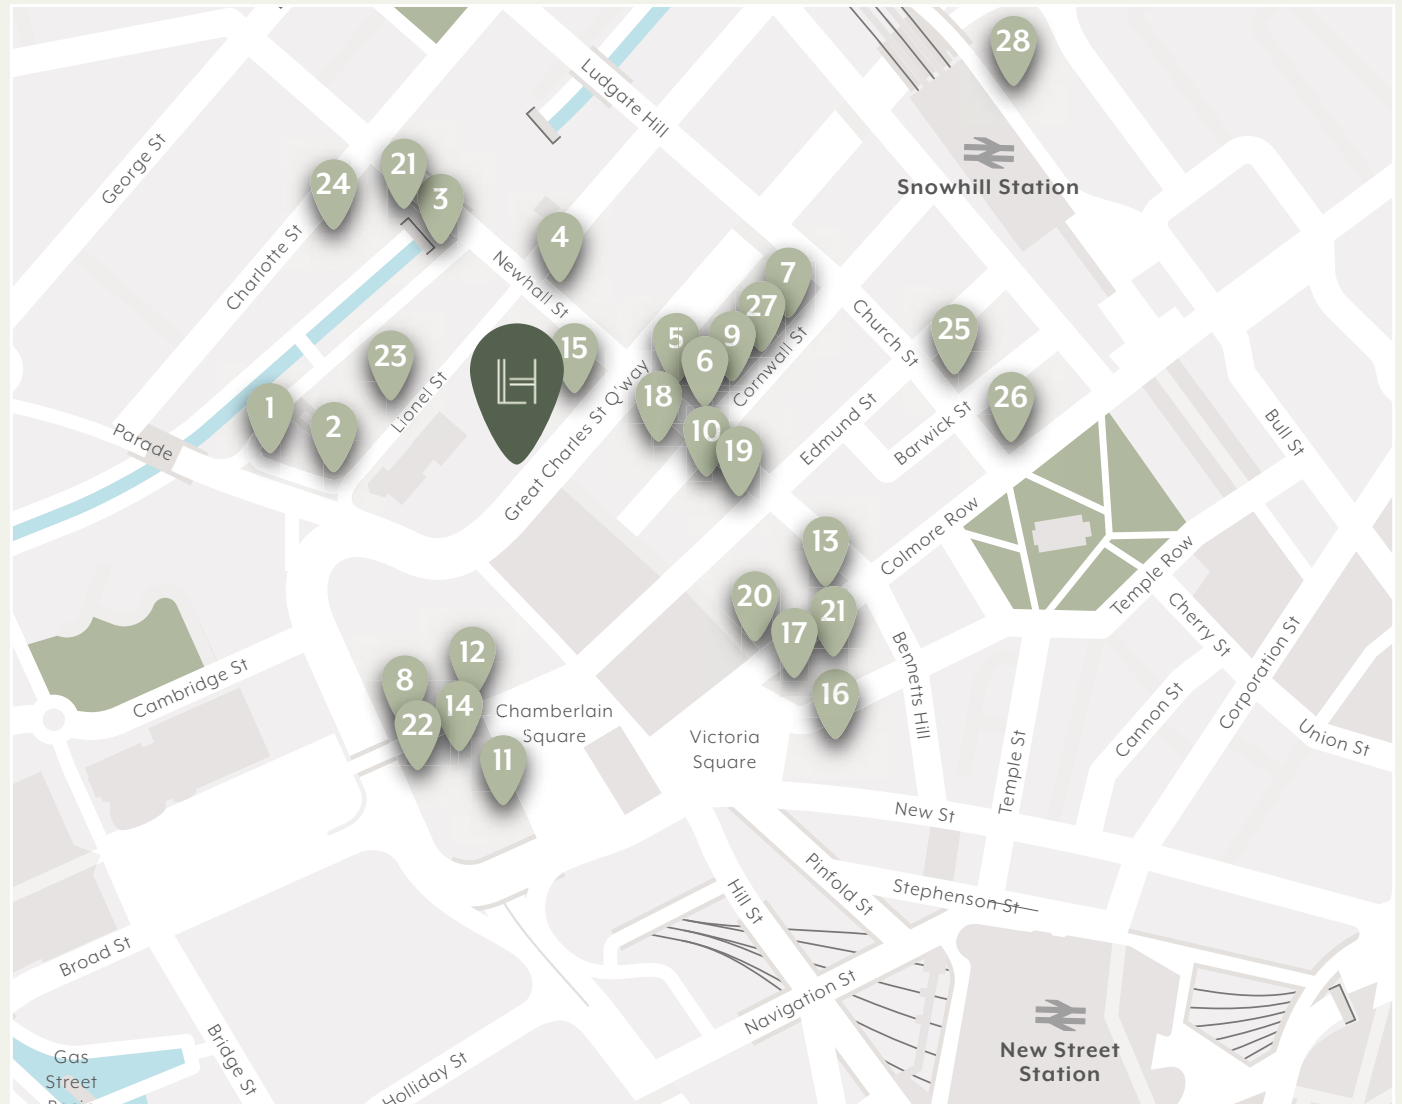 28
Ludgate Hill
George St
21
24
3
Snowhill Station
Charlotte St
4
Newhall St
7
27
Church St
25
5
9
15
6
Cornwall St
23
LH
Lionel St
18
26
1
2
10
19
Great Charles St Q'way
Edmund St
Barwick St
Bull St
Parade
Colmore Row
13
Temple Row
20
21
17
Cherry St
12
8
16
Bennetts Hill
Corporation St
Cambridge St
14
22
Chamberlain
Square
Victoria
Square
11
Cannon St
Union St
Temple St
New St
Pinfold St
Stephenson St
Hill St
Broad St
Navigation St
New Street
Station
Bridge St
Gas
Street
Holliday St